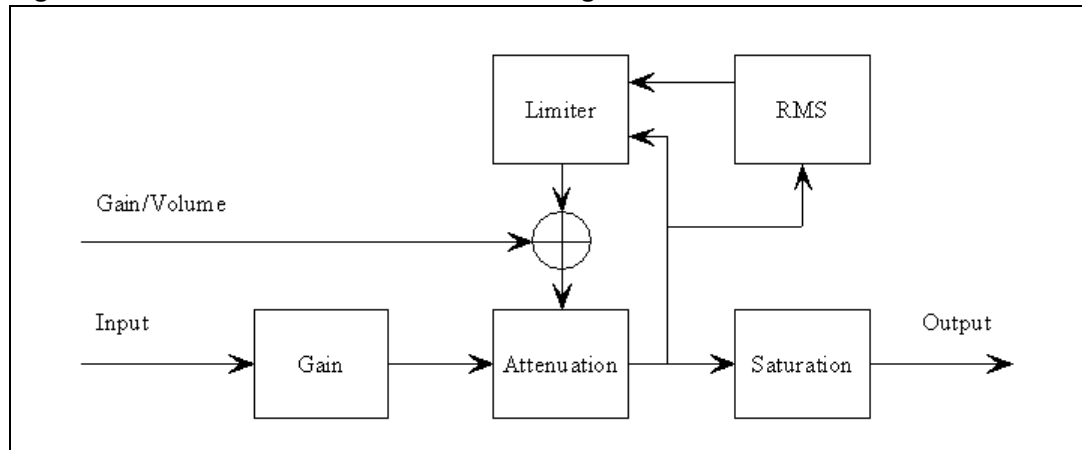 Limiter
RMS
Gain/Volume
Input
Output
Gain
Attenuation
Saturation